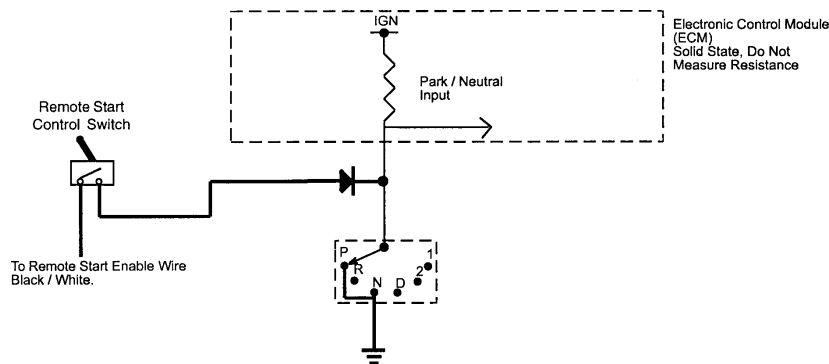 IGN
Electronic Control Module
(ECM)
Solid State, Do Not
Measure Resistance
Park / Neutral
Input
Remote Start
Control Switch
To Remote Start Enable Wire
Black / White.
P
R
N
D
2
1